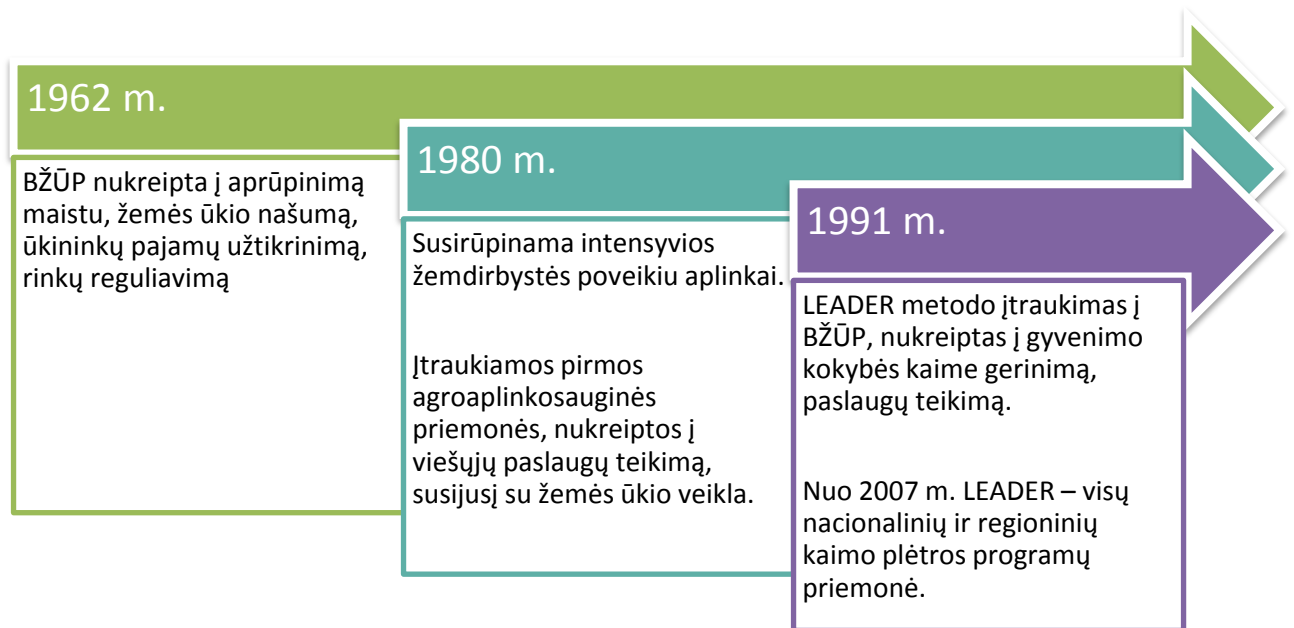 1962 m.
BŽŪP nukreipta į aprūpinimą
maistu, žemės ūkio našumą,
ūkininkų pajamų užtikrinimą,
rinkų reguliavimą
1980 m.
Susirūpinama intensyvios
žemdirbystės poveikiu aplinkai.
Įtraukiamos pirmos
agroaplinkosauginės
priemonės, nukreiptos į
viešųjų paslaugų teikimą,
susijusį su žemės ūkio veikla.
1991 m.
LEADER metodo įtraukimas į
BŽŪP, nukreiptas į gyvenimo
kokybės kaime gerinimą,
paslaugų teikimą.
Nuo 2007 m. LEADER – visų
nacionalinių ir regioninių
kaimo plėtros programų
priemonė.